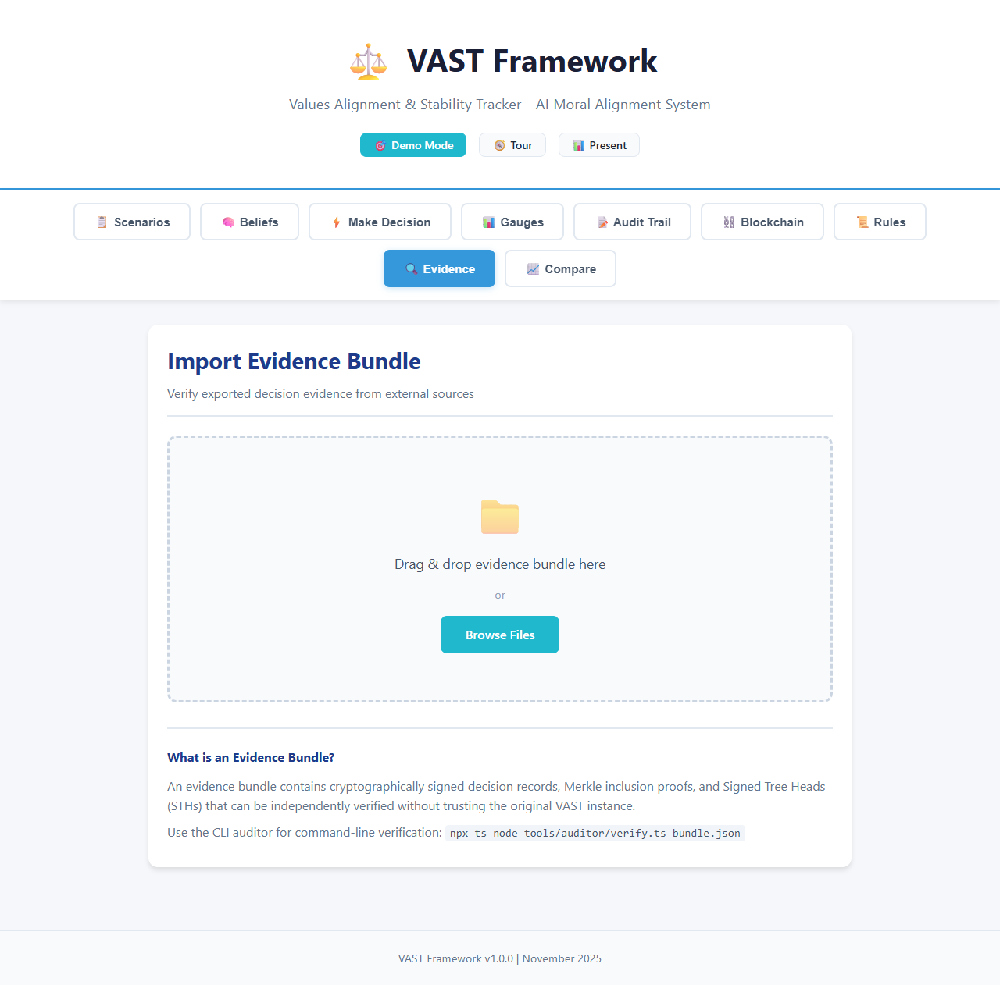 VAST Framework
Values Alignment & Stability Tracker - AI Moral Alignment System
Demo Mode
Tour
Present
Scenarios
Beliefs
Make Decision
Gauges
Audit Trail
Blockchain
Rules
Evidence
Compare
Import Evidence Bundle
Verify exported decision evidence from external sources
Drag & drop evidence bundle here
or
Browse Files
What is an Evidence Bundle?
An evidence bundle contains cryptographically signed decision records, Merkle inclusion proofs, and Signed Tree Heads
(STHs) that can be independently verified without trusting the original VAST instance.
Use the CLI auditor for command-line verification: npx ts-node tools/auditor/verify.ts bundle.json
VAST Framework v1.0.0 | November 2025